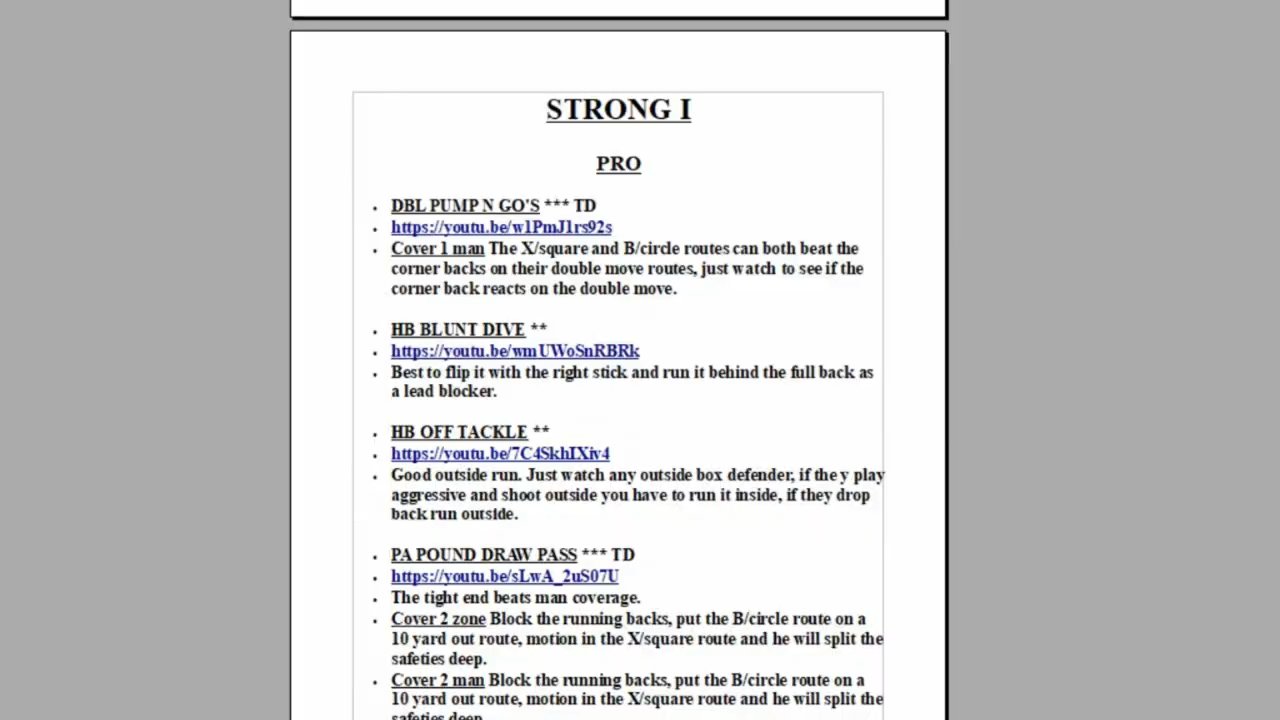 STRONG I
PRO
• DBL PUMP N GO'S *** TD
• https://youtu.be/w1PmJ1rs92s
• Cover 1 man The X/square and B/circle routes can both beat the
corner backs on their double move routes, just watch to see if the
corner back reacts on the double move.
• HB BLUNT DIVE **
• https://youtu.be/wmUWoSnRBRk
• Best to flip it with the right stick and run it behind the full back as
a lead blocker.
• HB OFF TACKLE **
• https://youtu.be/7C4SkhIXiv4
• Good outside run. Just watch any outside box defender, if they play
aggressive and shoot outside you have to run it inside, if they drop
back run outside.
• PA POUND DRAW PASS *** TD
• https://youtu.be/sLwA_2uS07U
• The tight end beats man coverage.
• Cover 2 zone Block the running backs, put the B/circle route on a
10 yard out route, motion in the X/square route and he will split the
safeties deep.
• Cover 2 man Block the running backs, put the B/circle route on a
10 yard out route, motion in the X/square route and he will split the
safeties deep